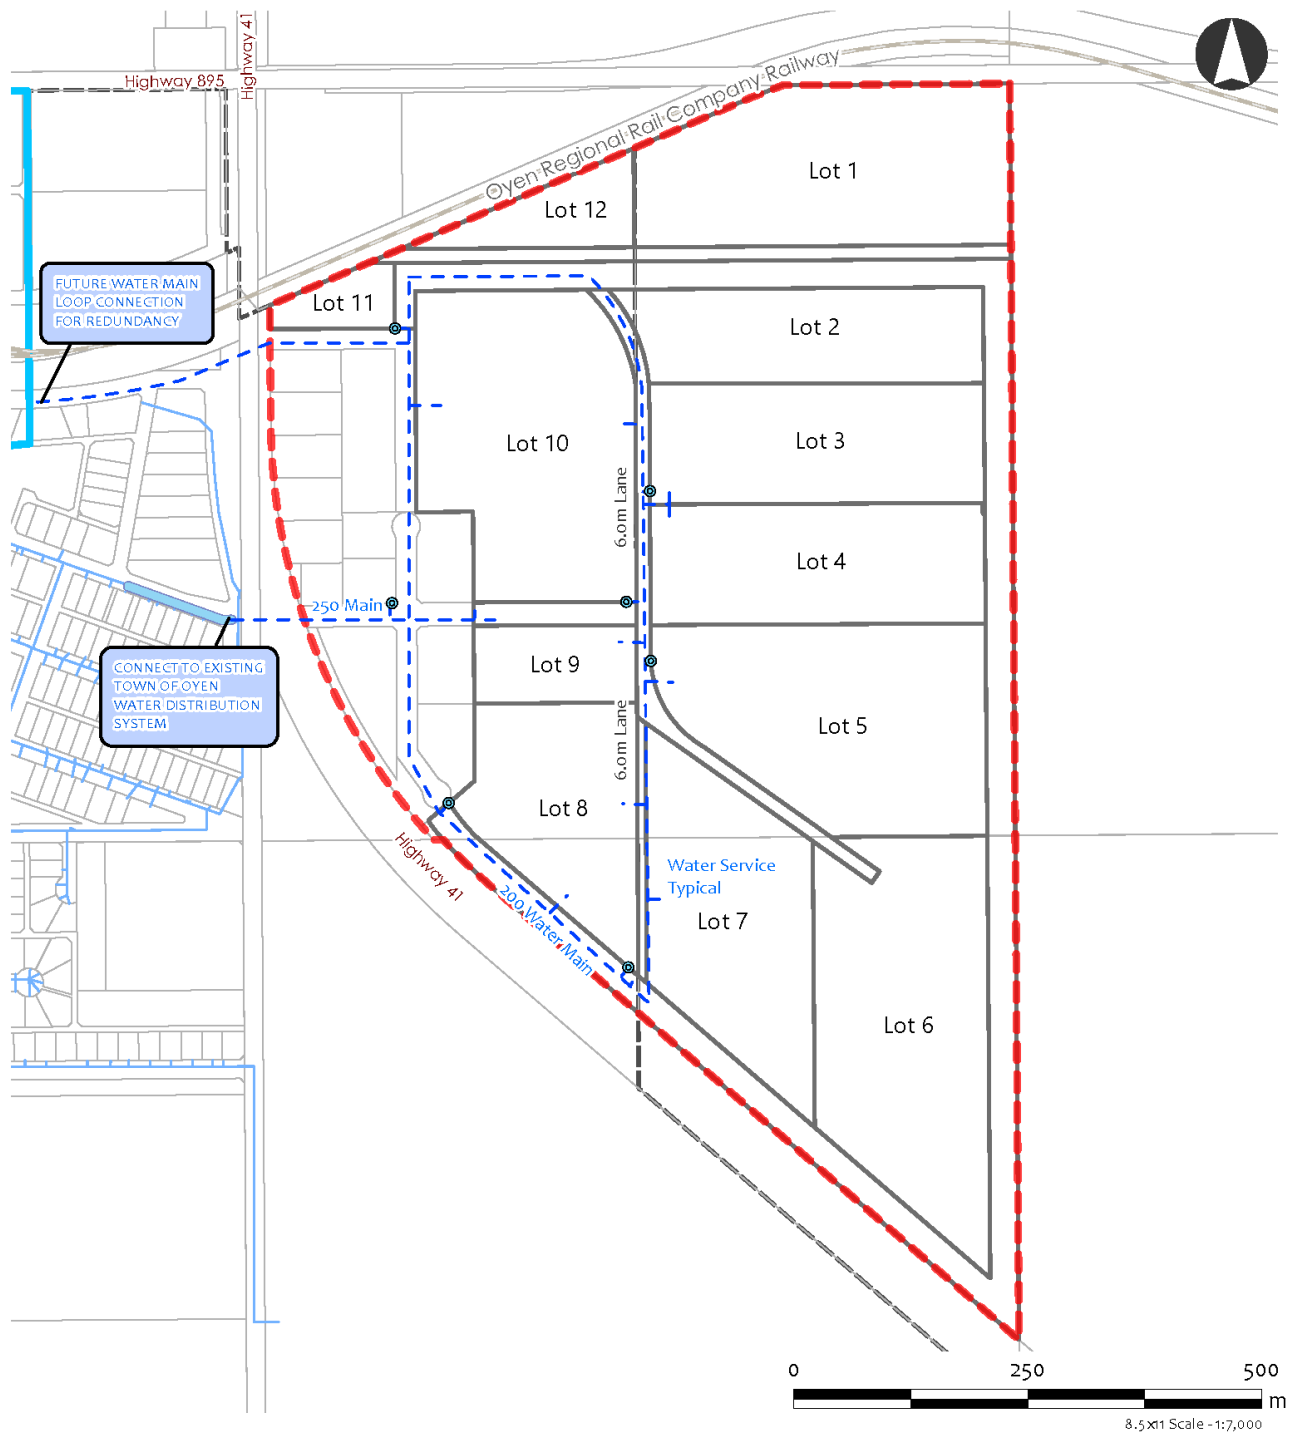 Highway 41
Highway 895
Oyen Regional Rail Company Railway
Lot 1
Lot 12
FUTURE WATER MAIN
LOOP CONNECTION
FOR REDUNDANCY
Lot 11
Lot 2
Lot 10
Lot 3
6.0m Lane
Lot 4
250 Main
CONNECT TO EXISTING
TOWN OF OYEN
WATER DISTRIBUTION
SYSTEM
Lot 9
6.0m Lane
Lot 5
Lot 8
Highway 41
Water Service
Typical
200 Water Main
Lot 7
Lot 6
0 250 500
m
8.5x11 Scale - 1:7,000